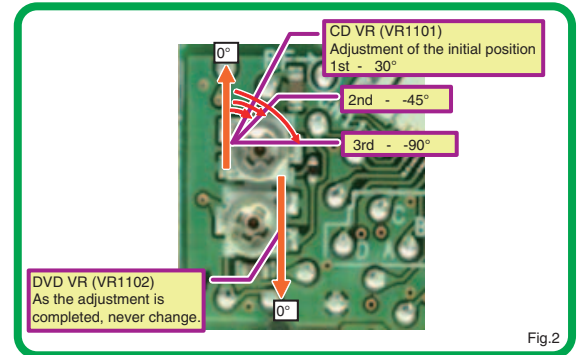 0°
CD VR (VR1101)
Adjustment of the initial position
1st - 30°
2nd - -45°
3rd - -90°
C
B
D
A
DVD VR (VR1102)
As the adjustment is
completed, never change.
0°
Fig.2